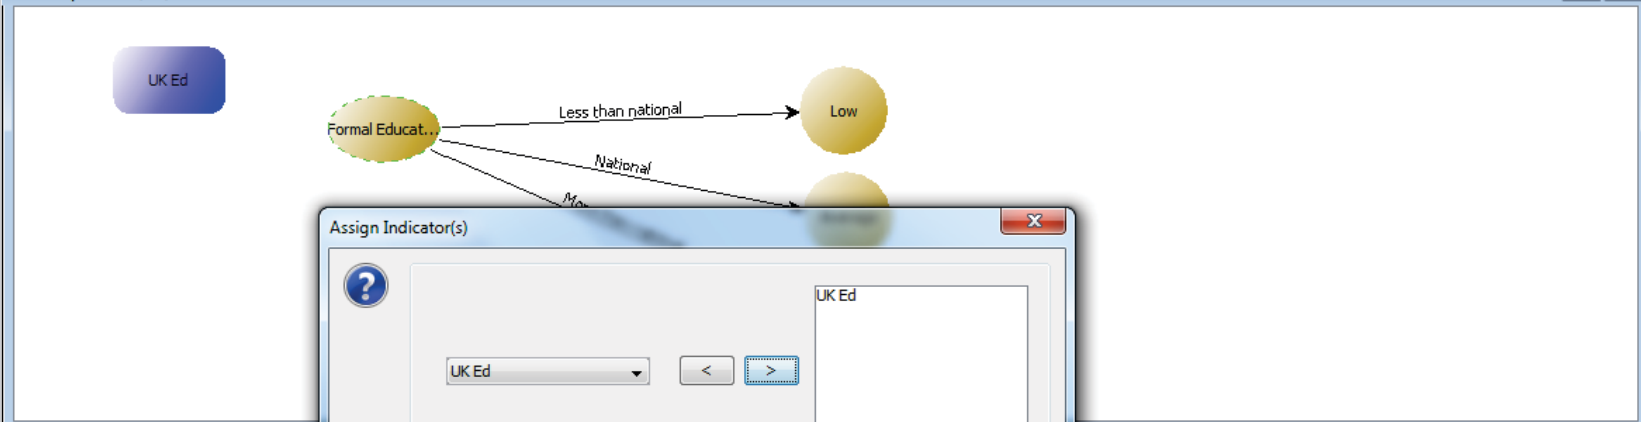 UK Ed
Formal Educat...
Less than national
Low
National
Assign Indicator(s)
UK Ed
UK Ed
<
>